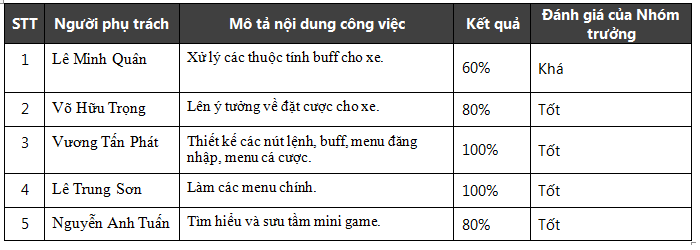 STT Người phụ trách Mô tả nội dung công việc Kết quả Đánh giá của Nhóm trưởng
1 Lê Minh Quân Xử lý các thuộc tính buff cho xe. 60% Khá
2 Võ Hữu Trọng Lên ý tưởng về đặt cược cho xe. 80% Tốt
3 Vương Tấn Phát Thiết kế các nút lệnh, buff, menu đăng nhập, menu cá cược. 100% Tốt
4 Lê Trung Sơn Làm các menu chính. 100% Tốt
5 Nguyễn Anh Tuấn Tìm hiểu và sưu tầm mini game. 80% Tốt